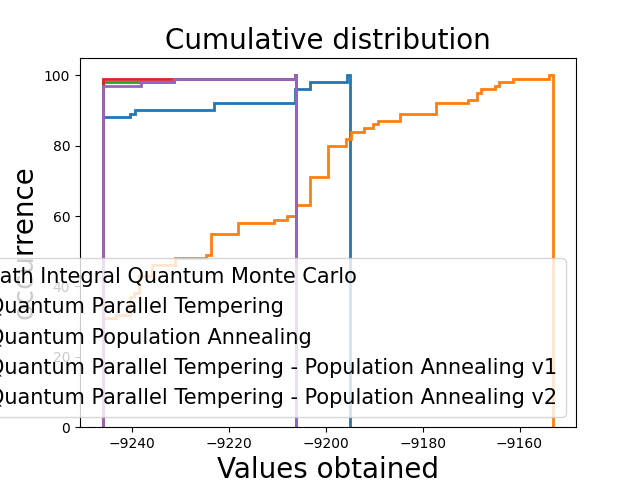 Cumulative distribution
100
80
60
40
20
0
occurrence
ath Integral Quantum Monte Carlo
Quantum Parallel Tempering
Quantum Population Annealing
Quantum Parallel Tempering - Population Annealing v1
Quantum Parallel Tempering - Population Annealing v2
−9240 −9220 −9200 −9180 −9160
Values obtained